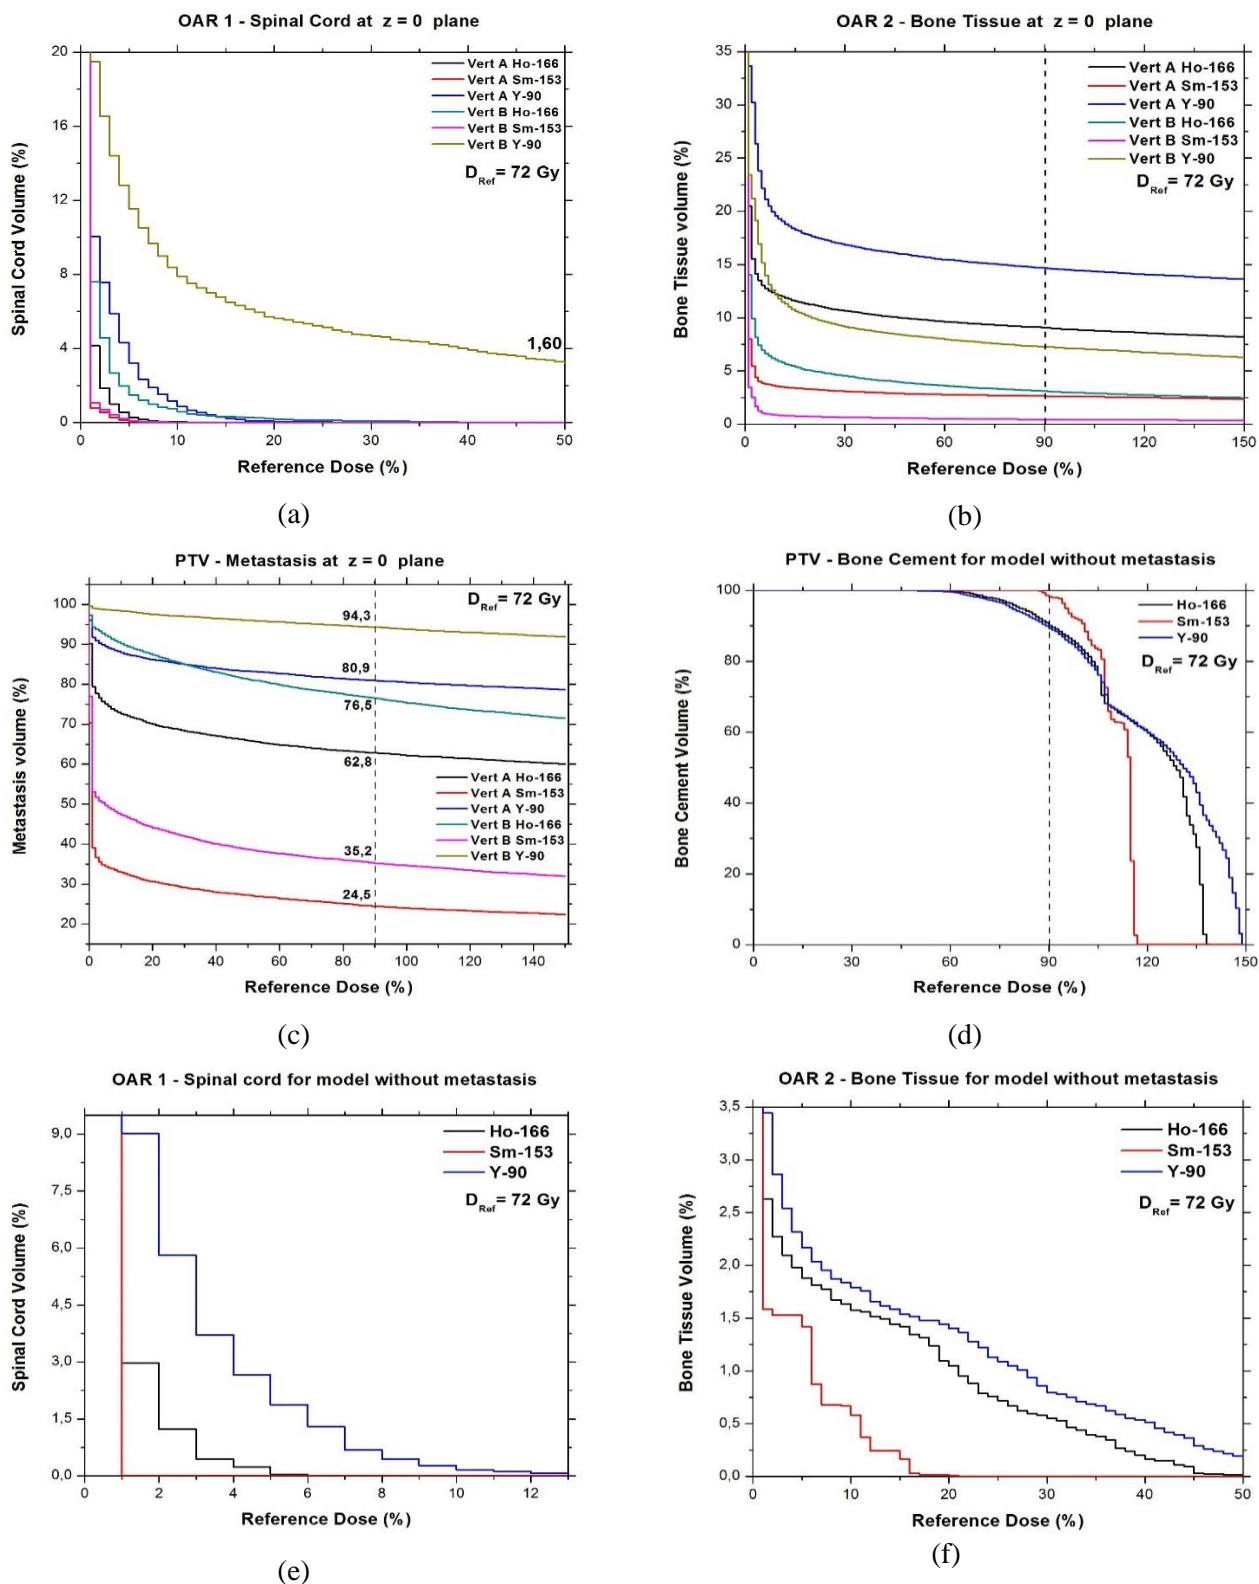 OAR 1 - Spinal Cord at z = 0 plane
Spinal Cord Volume (%)
20
16
12
8
4
0
Vert A Ho-166
Vert A Sm-153
Vert A Y-90
Vert B Ho-166
Vert B Sm-153
Vert B Y-90
D_Ref = 72 Gy
1,60
0 10 20 30 40 50
Reference Dose (%)
(a)
OAR 2 - Bone Tissue at z = 0 plane
Bone Tissue volume (%)
35
30
25
20
15
10
5
0
Vert A Ho-166
Vert A Sm-153
Vert A Y-90
Vert B Ho-166
Vert B Sm-153
Vert B Y-90
D_Ref = 72 Gy
0 30 60 90 120 150
Reference Dose (%)
(b)
PTV - Metastasis at z = 0 plane
Metastasis volume (%)
100
90
80
70
60
50
40
30
20
D_Ref = 72 Gy
94,3
80,9
76,5
62,8
Vert A Ho-166
Vert A Sm-153
Vert A Y-90
Vert B Ho-166
Vert B Sm-153
Vert B Y-90
35,2
24,5
0 20 40 60 80 100 120 140
Reference Dose (%)
(c)
PTV - Bone Cement for model without metastasis
Bone Cement Volume (%)
100
80
60
40
20
0
Ho-166
Sm-153
Y-90
D_Ref = 72 Gy
0 30 60 90 120 150
Reference Dose (%)
(d)
OAR 1 - Spinal cord for model without metastasis
Spinal Cord Volume (%)
9,0
7,5
6,0
4,5
3,0
1,5
0,0
Ho-166
Sm-153
Y-90
D_Ref = 72 Gy
0 2 4 6 8 10 12
Reference Dose (%)
(e)
OAR 2 - Bone Tissue for model without metastasis
Bone Tissue Volume (%)
3,5
3,0
2,5
2,0
1,5
1,0
0,5
0,0
Ho-166
Sm-153
Y-90
D_Ref = 72 Gy
0 10 20 30 40 50
Reference Dose (%)
(f)